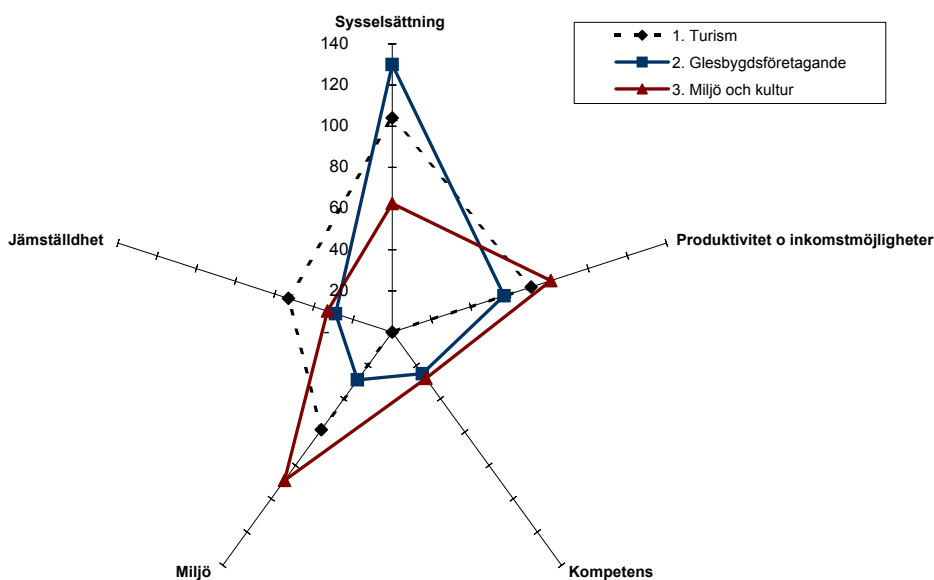 Sysselsättning
140
120
100
80
60
40
20
-
1. Turism
2. Glesbygdsföretagande
3. Miljö och kultur
Jämställdhet
Produktivitet o inkomstmöjligheter
Miljö
Kompetens